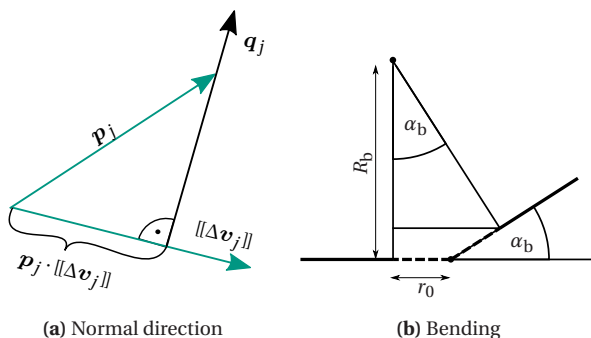 q_j
p_j
[[Δv_j]]
p_j · [[Δv_j]]
(a) Normal direction
α_b
R_b
α_b
r_0
(b) Bending